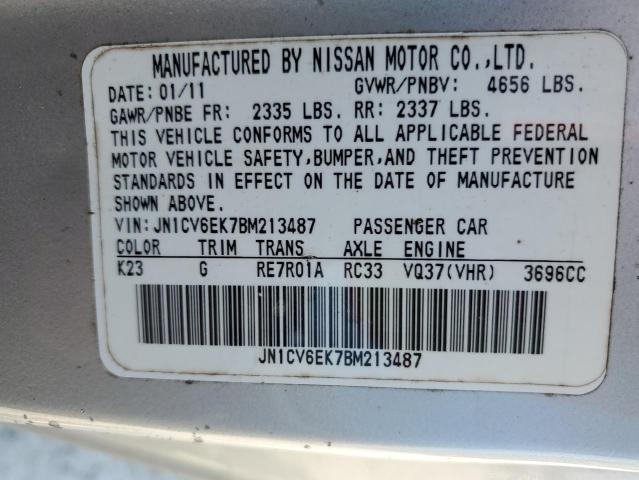 MANUFACTURED BY NISSAN MOTOR CO.,LTD.
DATE: 01/11 GVWR/PNBV: 4656 LBS.
GAWR/PNBE FR: 2335 LBS. RR: 2337 LBS.
THIS VEHICLE CONFORMS TO ALL APPLICABLE FEDERAL
MOTOR VEHICLE SAFETY,BUMPER,AND THEFT PREVENTION
STANDARDS IN EFFECT ON THE DATE OF MANUFACTURE
SHOWN ABOVE.
VIN: JN1CV6EK7BM213487 PASSENGER CAR
COLOR TRIM TRANS AXLE ENGINE
K23 G RE7R01A RC33 VQ37(VHR) 3696CC
JN1CV6EK7BM213487